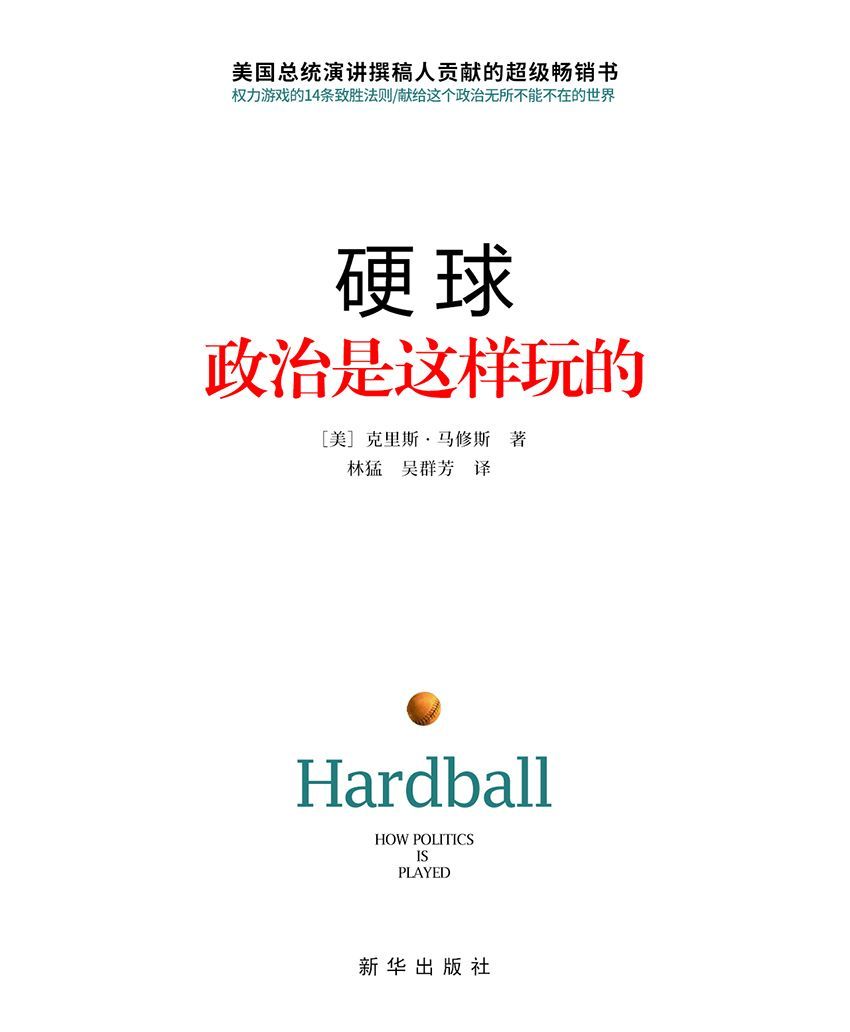 美国总统演讲撰稿人贡献的超级畅销书
权力游戏的14条致胜法则/献给这个政治无所不能不在的世界
硬球
政治是这样玩的
［美］克里斯·马修斯 著
林猛 吴群芳 译
Hardball
HOW POLITICS
IS
PLAYED
新华出版社